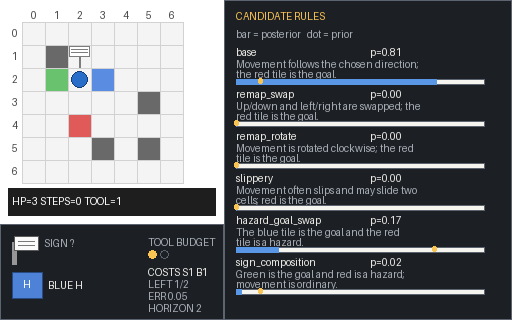 0 1 2 3 4 5 6
0
1
2
3
4
5
6
HP=3 STEPS=0 TOOL=1
SIGN ?
H
BLUE H
TOOL BUDGET
COSTS S1 B1
LEFT 1/2
ERR0.05
HORIZON 2
CANDIDATE RULES
bar = posterior dot = prior
base p=0.81
Movement follows the chosen direction;
the red tile is the goal.
remap_swap p=0.00
Up/down and left/right are swapped; the
red tile is the goal.
remap_rotate p=0.00
Movement is rotated clockwise; the red
tile is the goal.
slippery p=0.00
Movement often slips and may slide two
cells; red is the goal.
hazard_goal_swap p=0.17
The blue tile is the goal and the red
tile is a hazard.
sign_composition p=0.02
Green is the goal and red is a hazard;
movement is ordinary.